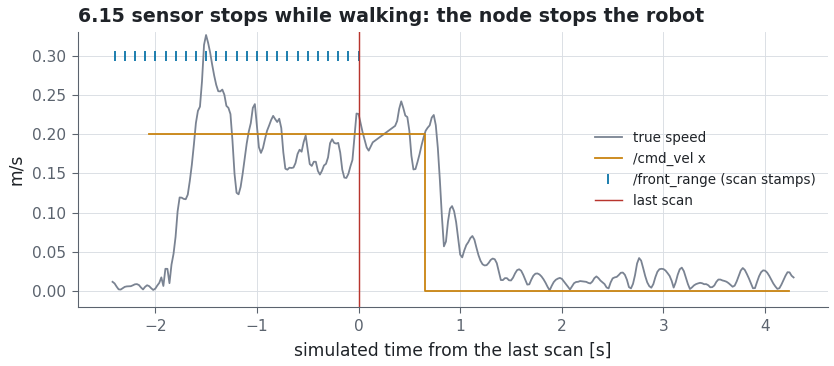 6.15 sensor stops while walking: the node stops the robot
m/s
0.30
0.25
0.20
0.15
0.10
0.05
0.00
true speed
/cmd_vel x
/front_range (scan stamps)
last scan
−2
−1
0
1
2
3
4
simulated time from the last scan [s]